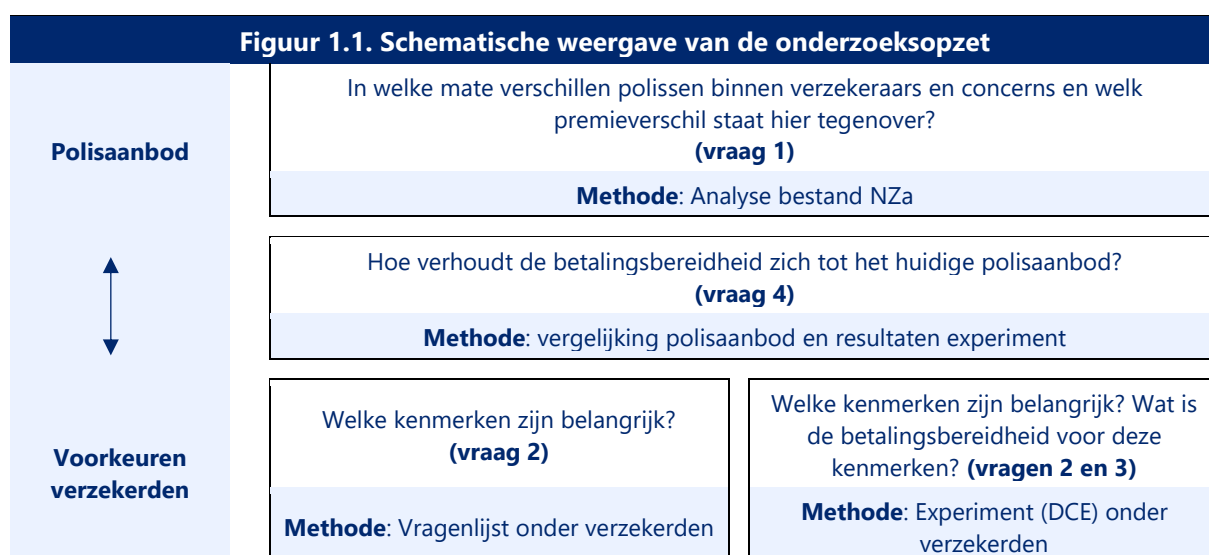 Figuur 1.1. Schematische weergave van de onderzoeksopzet
Polisaanbod
In welke mate verschillen polissen binnen verzekeraars en concerns en welk
premieverschil staat hier tegenover?
(vraag 1)
Methode: Analyse bestand NZa
Hoe verhoudt de betalingsbereidheid zich tot het huidige polisaanbod?
(vraag 4)
Methode: vergelijking polisaanbod en resultaten experiment
Voorkeuren
verzekerden
Welke kenmerken zijn belangrijk?
(vraag 2)
Methode: Vragenlijst onder verzekerden
Welke kenmerken zijn belangrijk? Wat is
de betalingsbereidheid voor deze
kenmerken? (vragen 2 en 3)
Methode: Experiment (DCE) onder
verzekerden